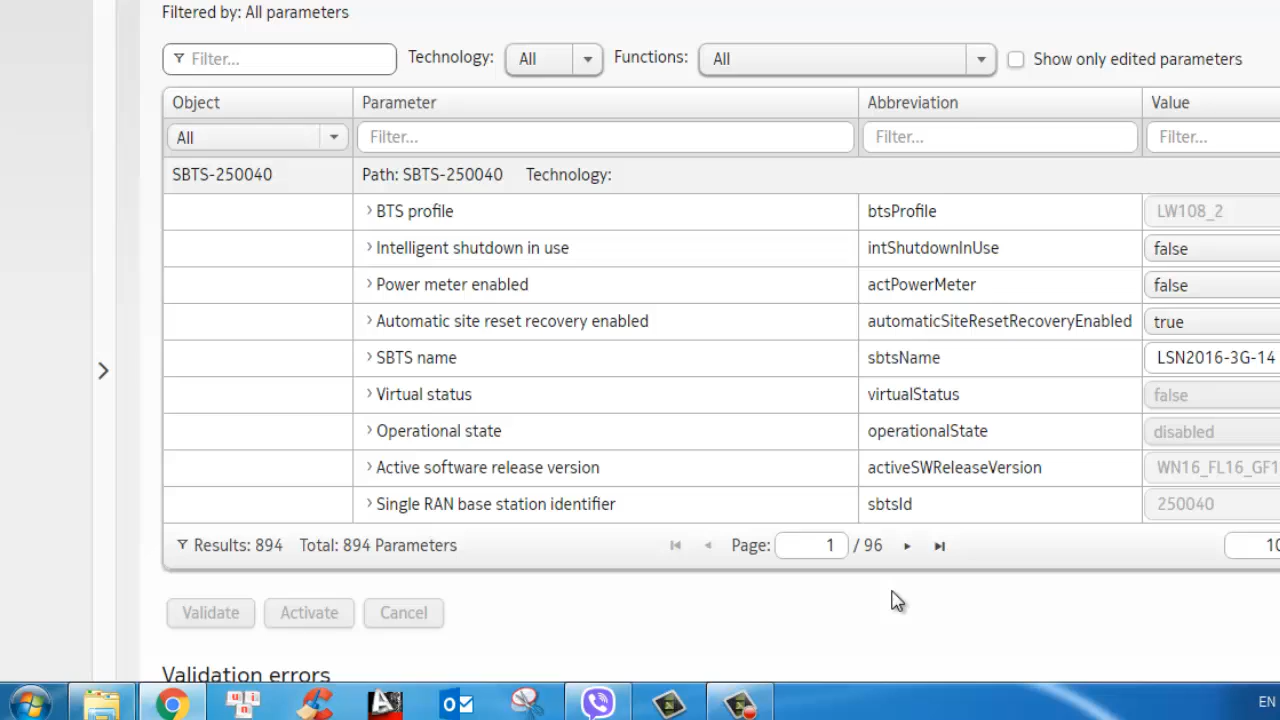 Filtered by: All parameters
Filter... Technology: All Functions: All Show only edited parameters
Object Parameter Abbreviation Value
All Filter... Filter... Filter...
SBTS-250040 Path: SBTS-250040 Technology:
BTS profile btsProfile LW108_2
Intelligent shutdown in use intShutdownInUse false
Power meter enabled actPowerMeter false
Automatic site reset recovery enabled automaticSiteResetRecoveryEnabled true
SBTS name sbtsName LSN2016-3G-14
Virtual status virtualStatus false
Operational state operationalState disabled
Active software release version activeSWReleaseVersion WN16_FL16_GF1
Single RAN base station identifier sbtsId 250040
Results: 894 Total: 894 Parameters Page: 1 / 96 10
Validate Activate Cancel
Validation errors
EN